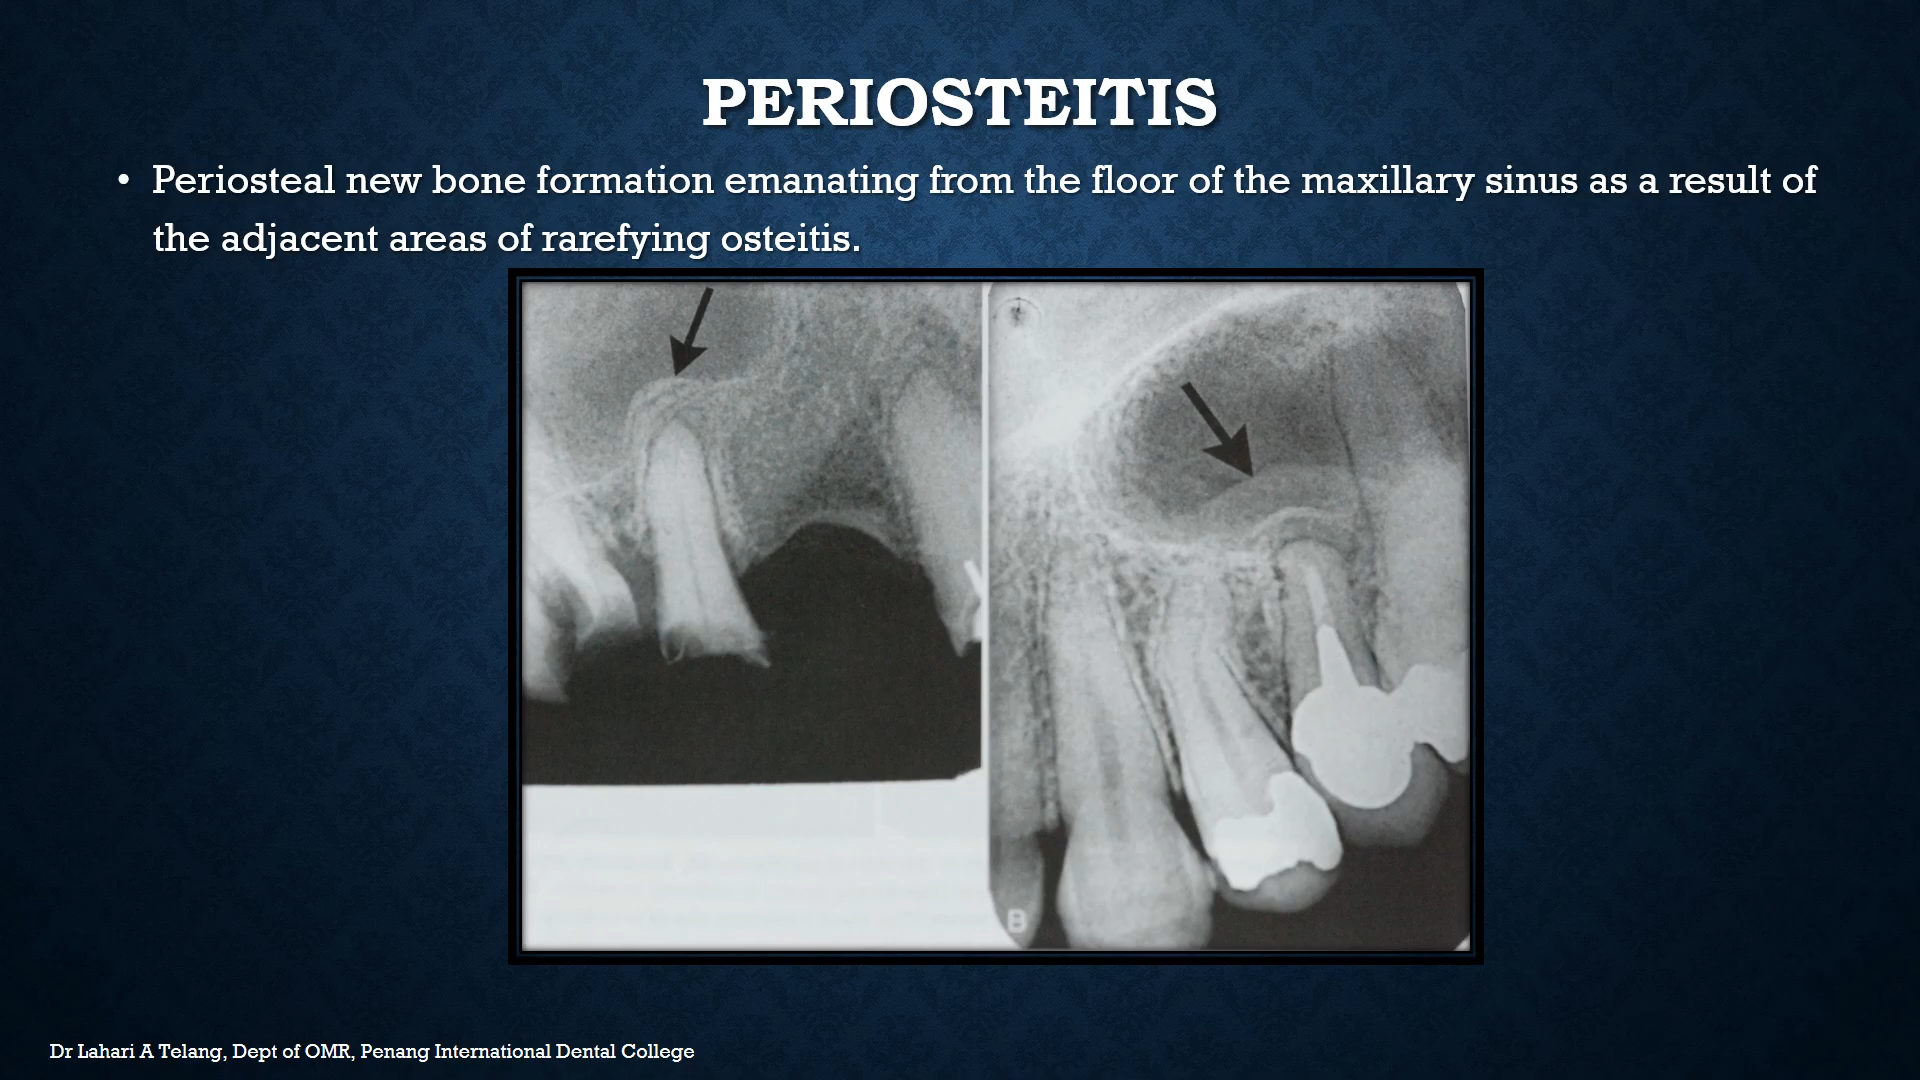 PERIOSTEITIS
• Periosteal new bone formation emanating from the floor of the maxillary sinus as a result of
the adjacent areas of rarefying osteitis.
B
Dr Lahari A Telang, Dept of OMR, Penang International Dental College